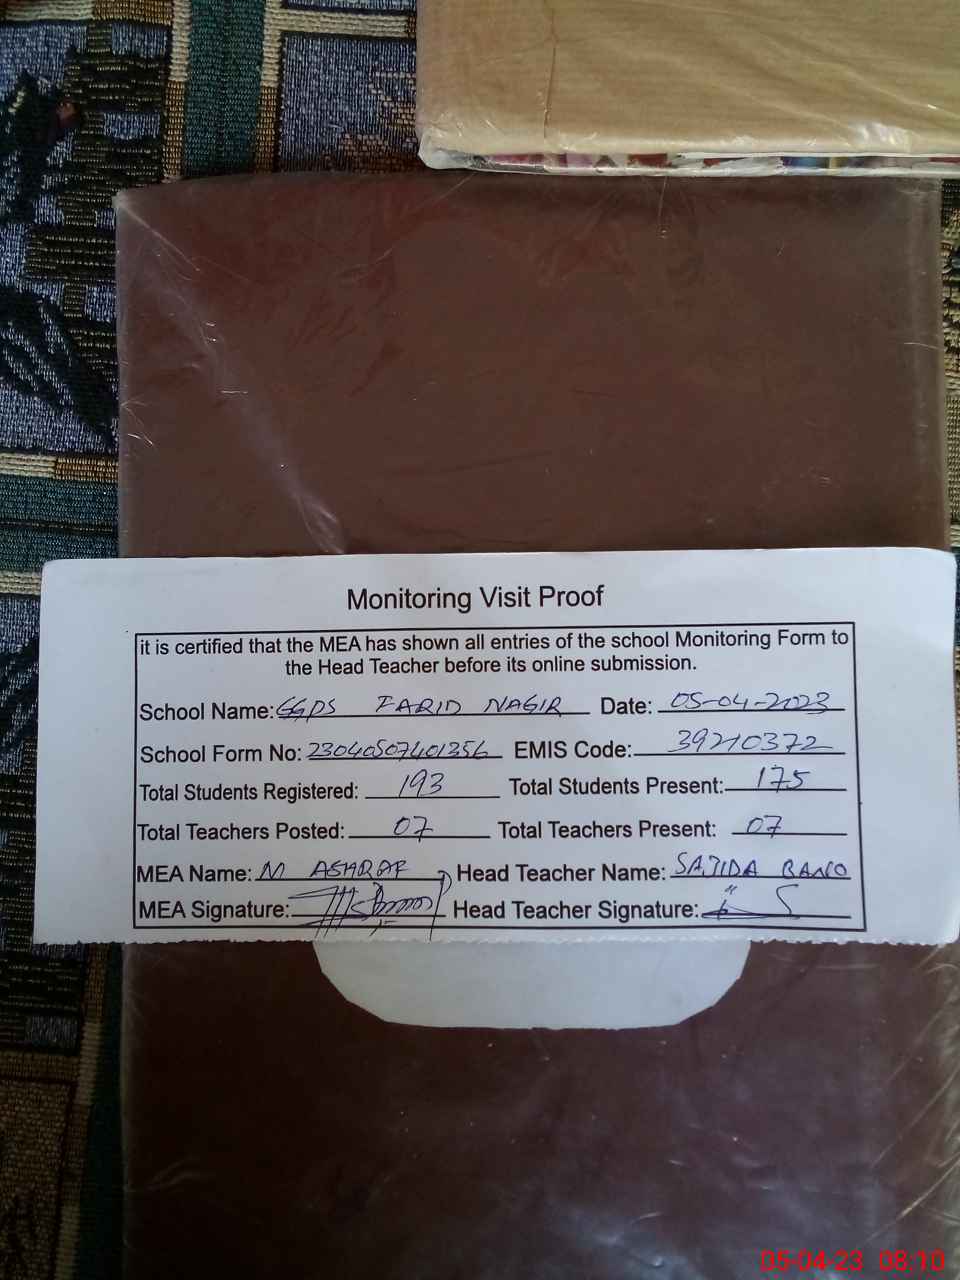 Monitoring Visit Proof
it is certified that the MEA has shown all entries of the school Monitoring Form to
the Head Teacher before its online submission.
School Name: GGPS FARID NAGIR Date: 05-04-2023
School Form No: 23040507401356 EMIS Code: 39210372
Total Students Registered: 193 Total Students Present: 175
Total Teachers Posted: 07 Total Teachers Present: 07
MEA Name: M ASHRAF Head Teacher Name: SAJIDA BANO
MEA Signature: Head Teacher Signature:
05-04-23 08:10